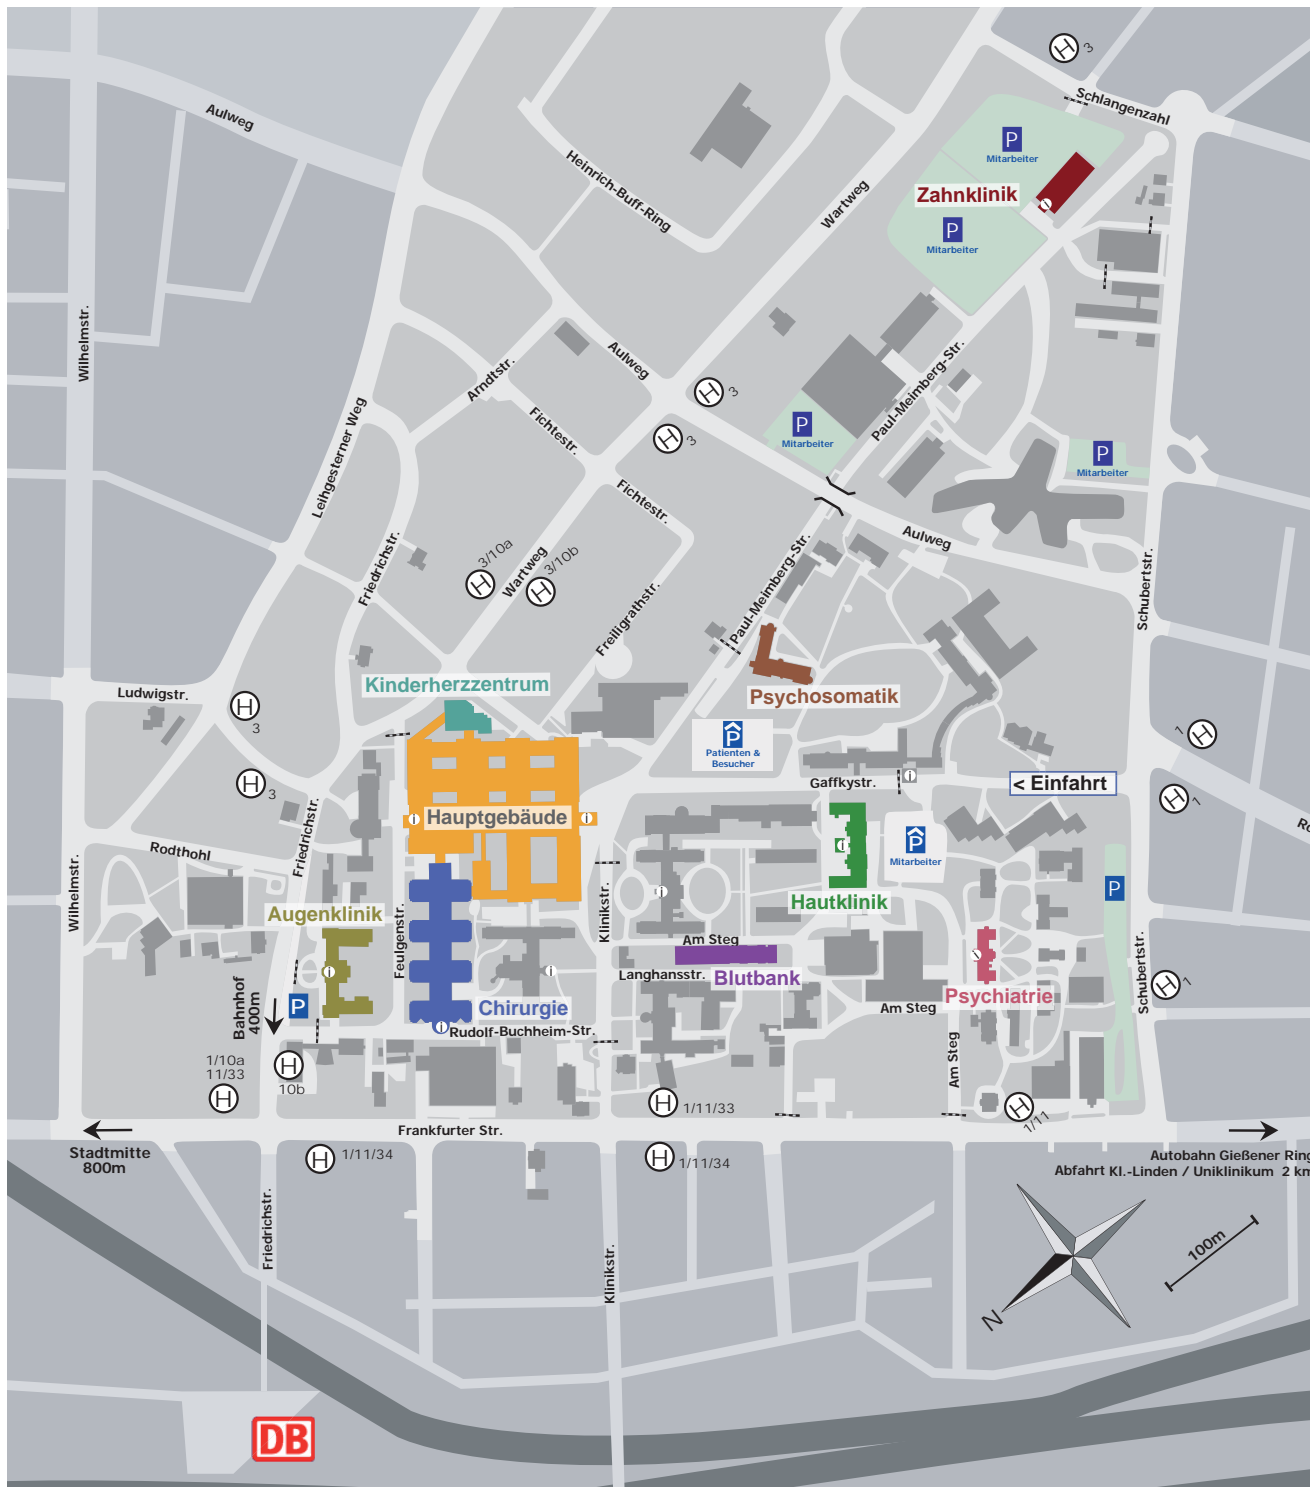 H 3
Schlangenzahl
Aulweg
P
Mitarbeiter
Heinrich-Buff-Ring
Wartweg
Zahnklinik
i
P
Mitarbeiter
Wilhelmstr.
Aulweg
Arndtstr.
Paul-Meimberg-Str.
H 3
Leihgesterner Weg
Fichtestr.
H 3
P
Mitarbeiter
P
Mitarbeiter
Fichtestr.
Aulweg
Friedrichstr.
H 3/10a
Wartweg
H 3/10b
Paul-Meimberg-Str.
Schubertstr.
Freiligrathstr.
Kinderherzzentrum
Ludwigstr.
H 3
Psychosomatik
P
Patienten &
Besucher
H 1
H 3
Gaffkystr.
i
< Einfahrt
H 1
Friedrichstr.
i
Hauptgebäude
i
Rodthohl
i
P
Mitarbeiter
Wilhelmstr.
i
P
Augenklinik
Hautklinik
Feulgenstr.
Klinikstr.
Am Steg
i
i
Langhansstr.
Blutbank
i
Schubertstr.
H 1
Bahnhof
400m
P
Chirurgie
Am Steg
Psychiatrie
i
Rudolf-Buchheim-Str.
1/10a
11/33
H
H
10b
Am Steg
H 1/11/33
H 1/11
Frankfurter Str.
Stadtmitte
800m
H 1/11/34
H 1/11/34
Autobahn Gießener Ring
Abfahrt Kl.-Linden / Uniklinikum 2 km
Friedrichstr.
Klinikstr.
100m
N
DB